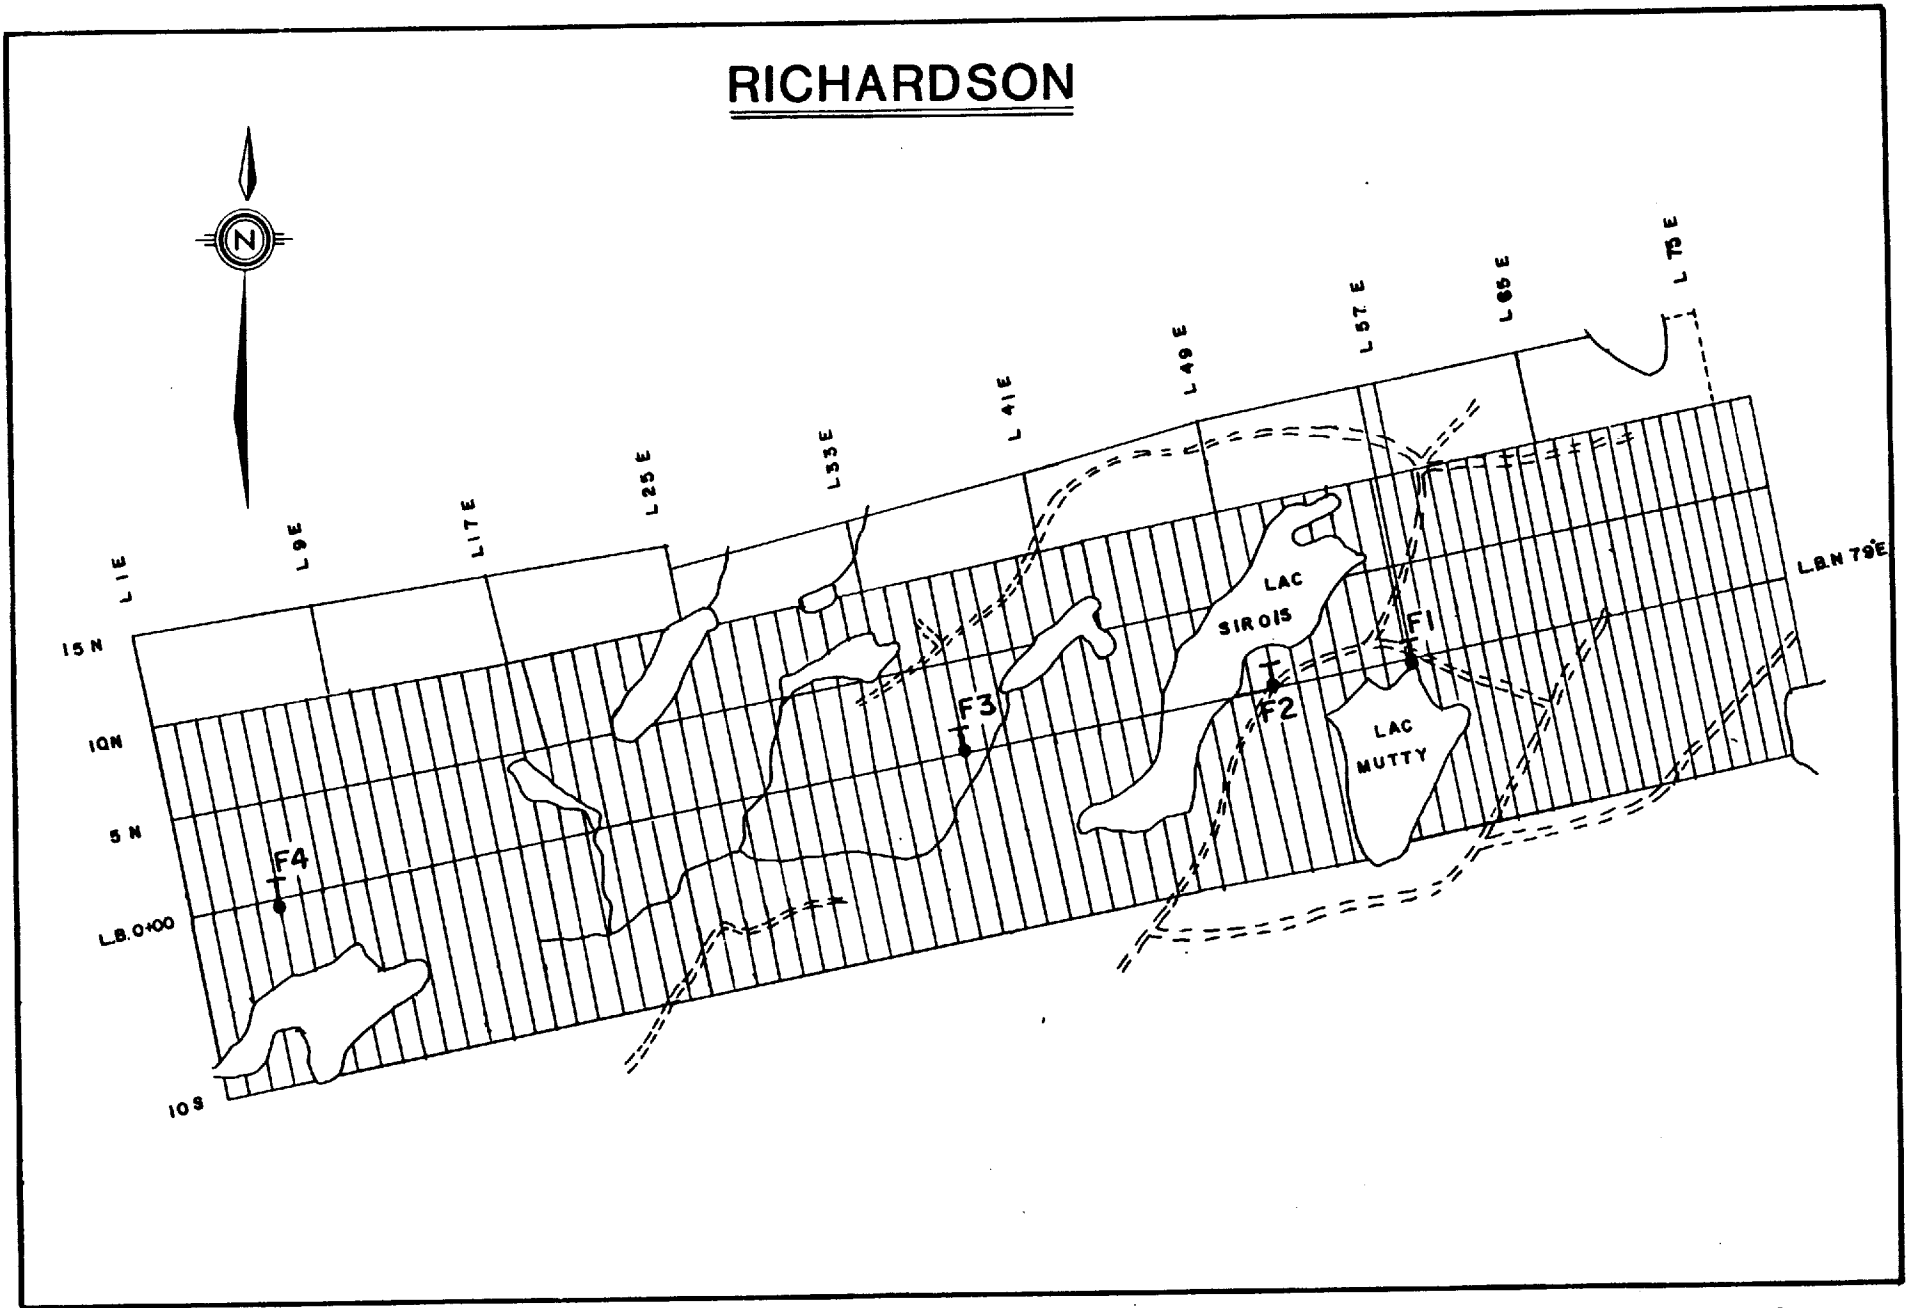 RICHARDSON
N
L 1 E
L 9 E
L 17 E
L 25 E
L 33 E
L 41 E
L 49 E
L 57 E
L 65 E
L 73 E
15 N
10 N
5 N
L.B. 0+00
10 S
L.B. N 79°E
LAC
SIROIS
F1
F2
LAC
MUTTY
F3
F4